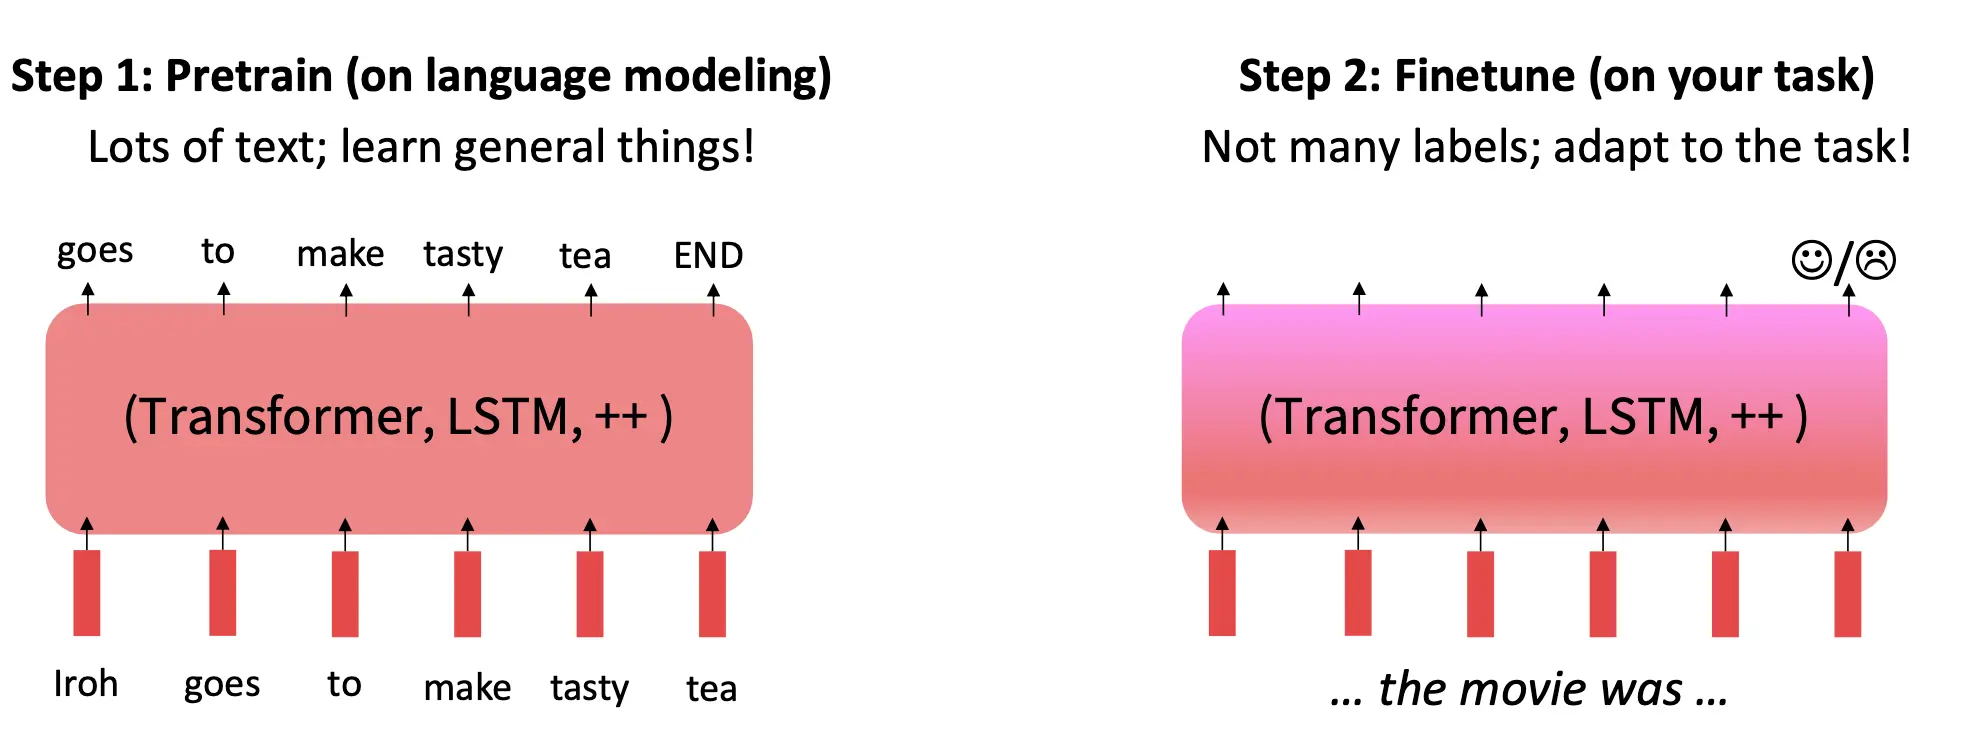 Step 1: Pretrain (on language modeling)
Lots of text; learn general things!
goes to make tasty tea END
(Transformer, LSTM, ++ )
Iroh goes to make tasty tea
Step 2: Finetune (on your task)
Not many labels; adapt to the task!
☺/☹
(Transformer, LSTM, ++ )
... the movie was ...